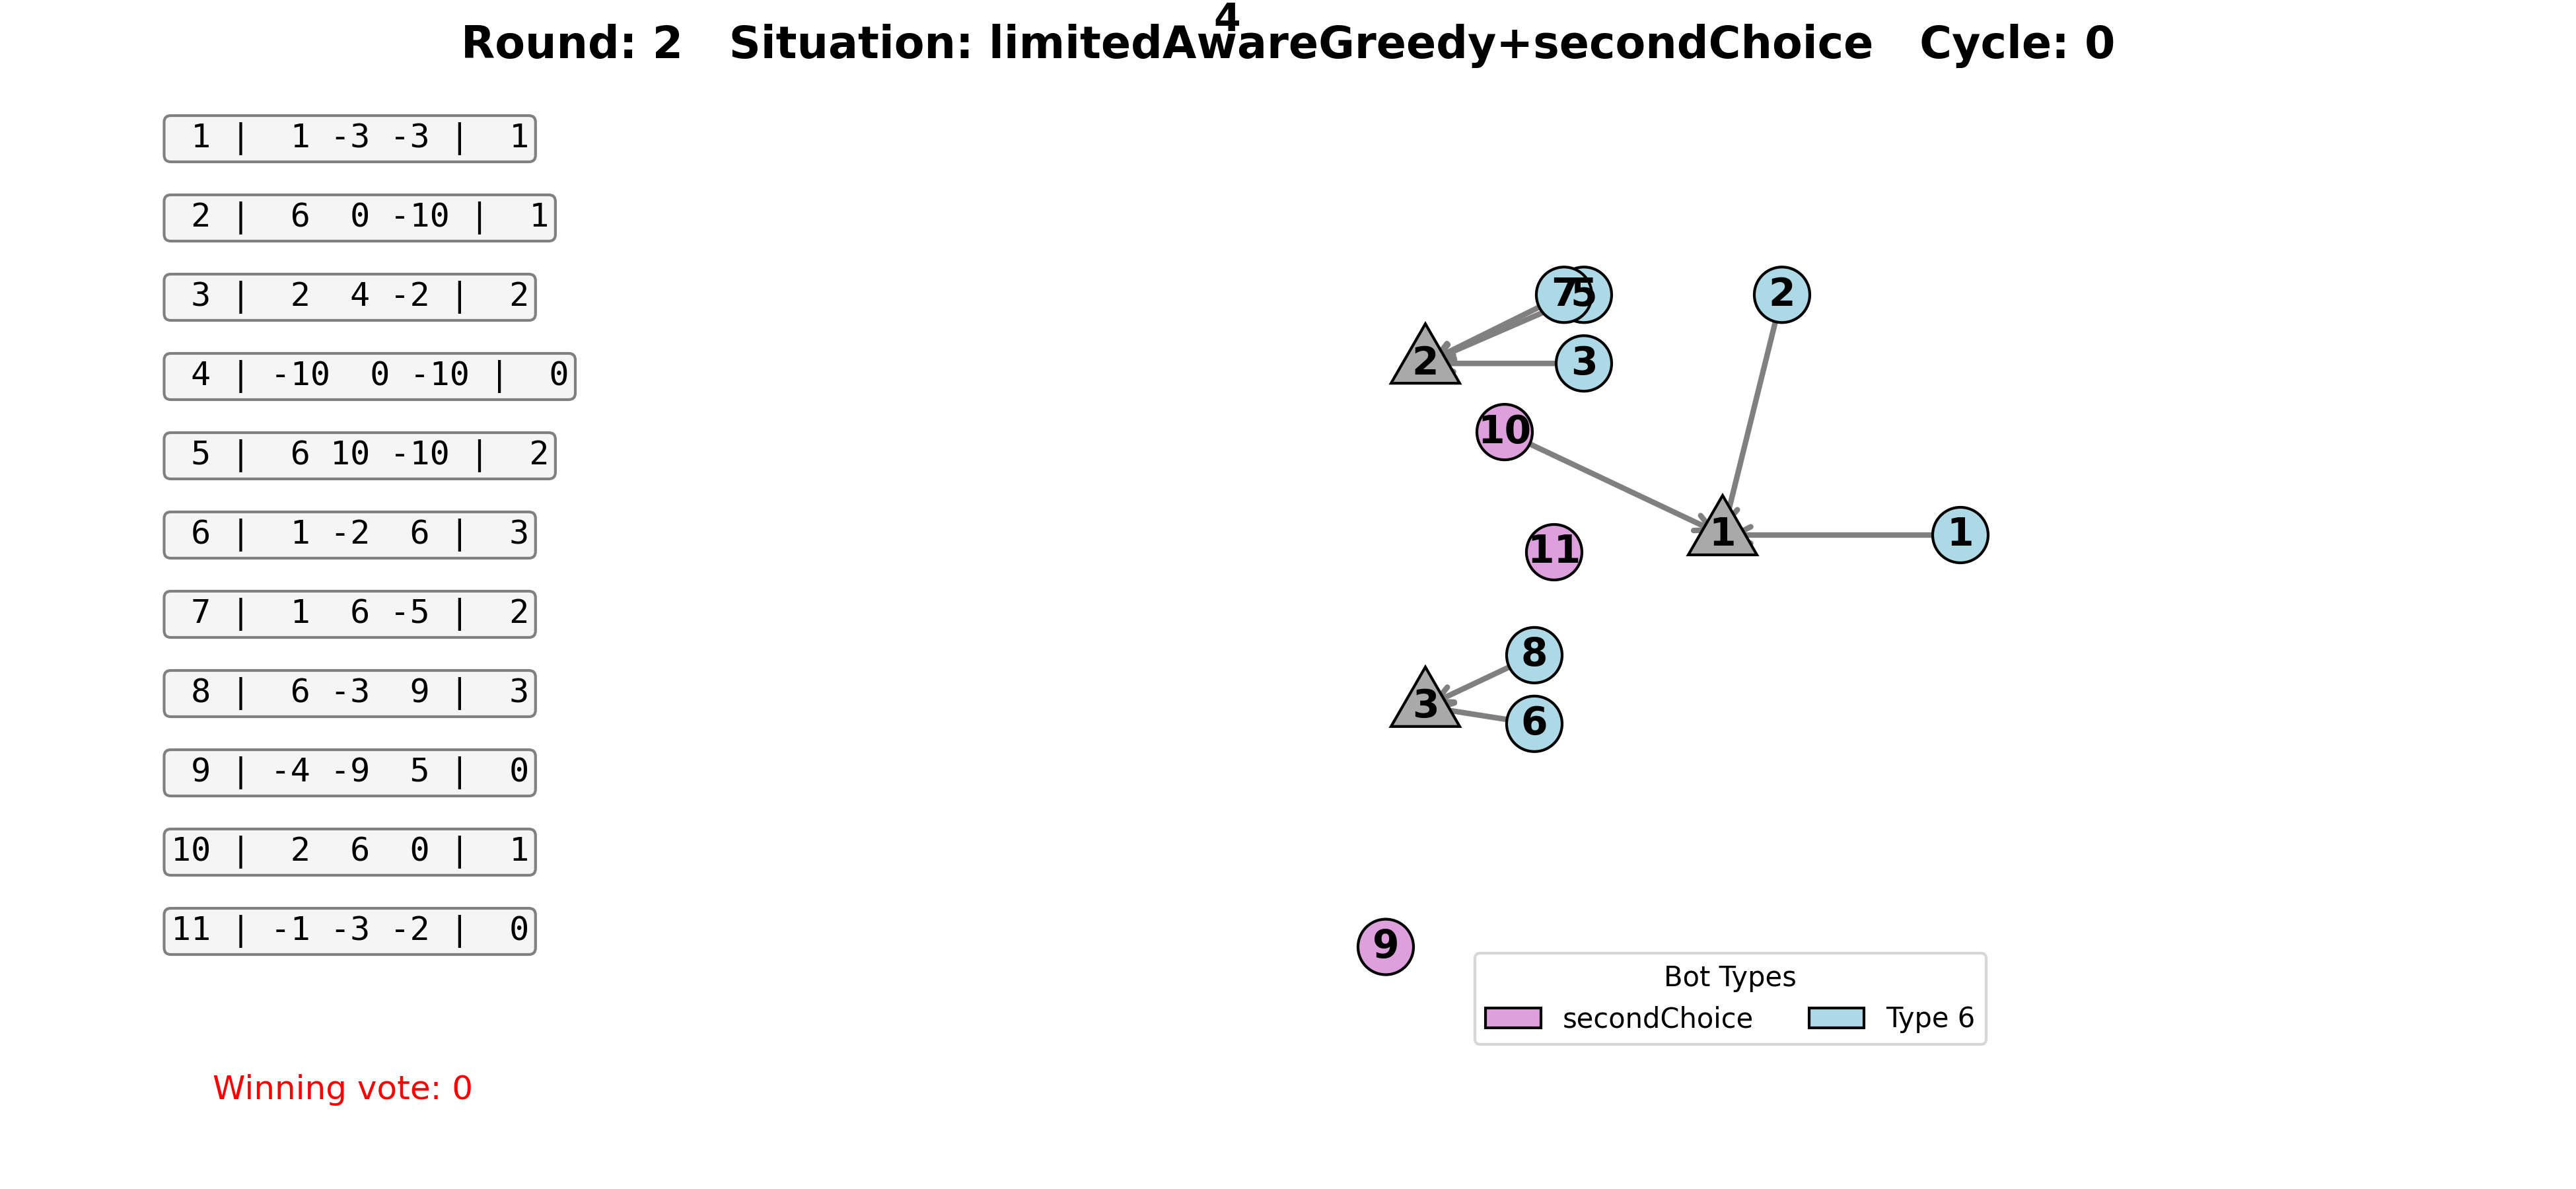 4
Round: 2   Situation: limitedAwareGreedy+secondChoice   Cycle: 0
1 |  1 -3 -3 |  1
2 |  6  0 -10 |  1
3 |  2  4 -2 |  2
4 | -10  0 -10 |  0
5 |  6 10 -10 |  2
6 |  1 -2  6 |  3
7 |  1  6 -5 |  2
8 |  6 -3  9 |  3
9 | -4 -9  5 |  0
10 |  2  6  0 |  1
11 | -1 -3 -2 |  0
Winning vote: 0
7 5 2
2 3
10
1 1
11
8
3 6
9
Bot Types
secondChoice   Type 6